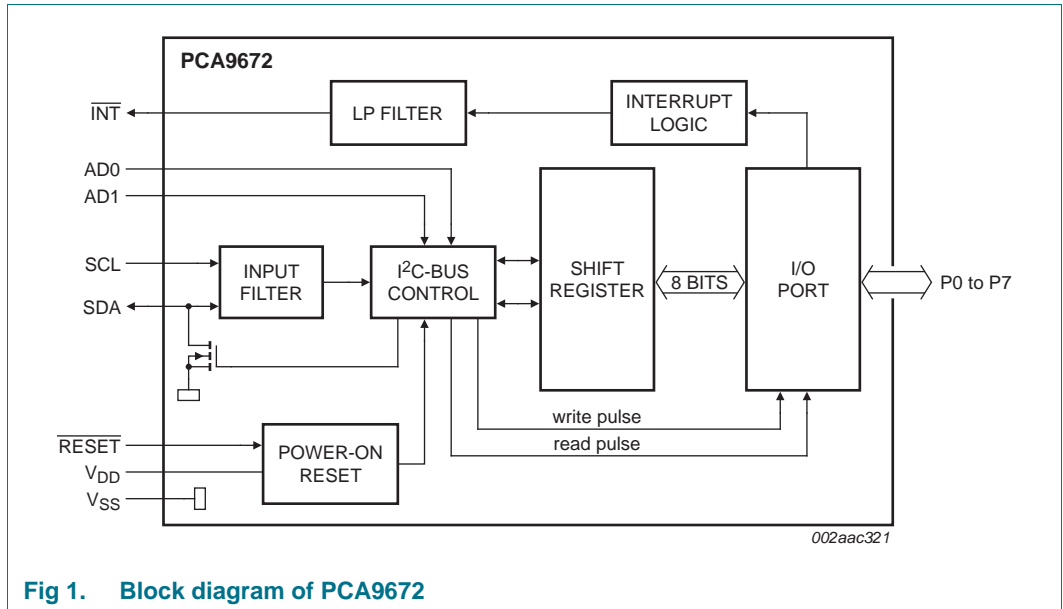 PCA9672
INT
LP FILTER
INTERRUPT
LOGIC
AD0
AD1
SCL
SDA
INPUT
FILTER
I²C-BUS
CONTROL
SHIFT
REGISTER
8 BITS
I/O
PORT
P0 to P7
write pulse
read pulse
RESET
VDD
VSS
POWER-ON
RESET
002aac321
Fig 1. Block diagram of PCA9672